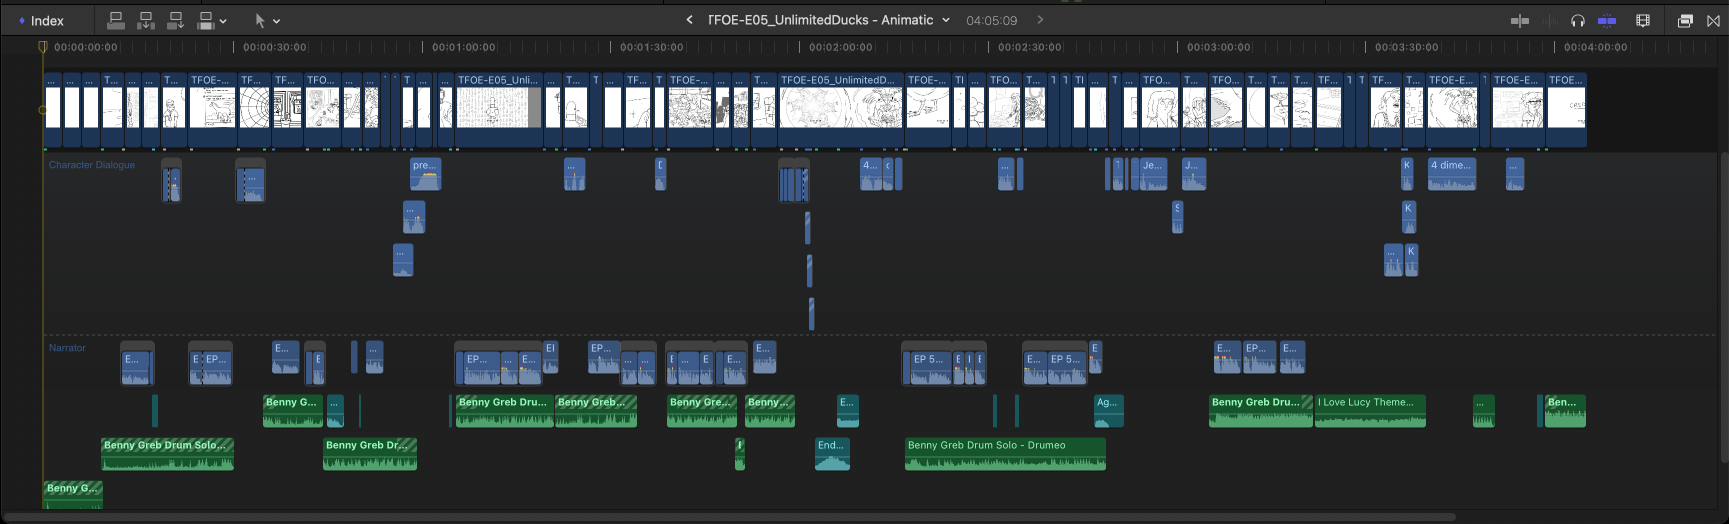 Index
TFOE-E05_UnlimitedDucks - Animatic
04:05:09
00:00:00:00 00:00:30:00 00:01:00:00 00:01:30:00 00:02:00:00 00:02:30:00 00:03:00:00 00:03:30:00 00:04:00:00
... ... ... T... ... ... T... TFOE-... TF... TF... TFO... ... ... ... T ... ... TFOE-E05_Unli... ... T... T ... ... T TFOE-... ... ... T... TFOE-E05_UnlimitedD... TFOE-... TI ... TFO... T... T T TI ... T ... TFO... T... TFO... T... T... T... TF... T T TF... T... TFOE-E... T... TFOE-E... TFOE...
Character Dialogue
... pre... ... 4... c ... T Je... J... K 4 dime... ...
... S K
... ... K
Narrator
E... E EP... E... E ... EP... ... E... EI EP... ... ... E ... E E... E... EP 5... E I E E... EP 5... E E... EP... E...
Benny G... ... Benny Greb Dru... Benny Greb... Benny Gre... Benny... E... Ag... Benny Greb Dru... I Love Lucy Theme... ... Ben...
Benny Greb Drum Solo... Benny Greb Dr... End... Benny Greb Drum Solo - Drumeo
Benny G...